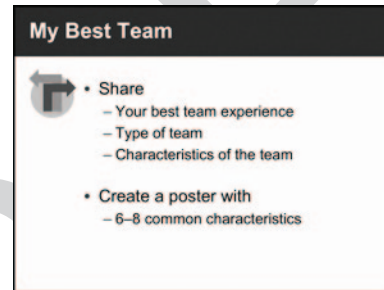 My Best Team
• Share
– Your best team experience
– Type of team
– Characteristics of the team
• Create a poster with
– 6–8 common characteristics